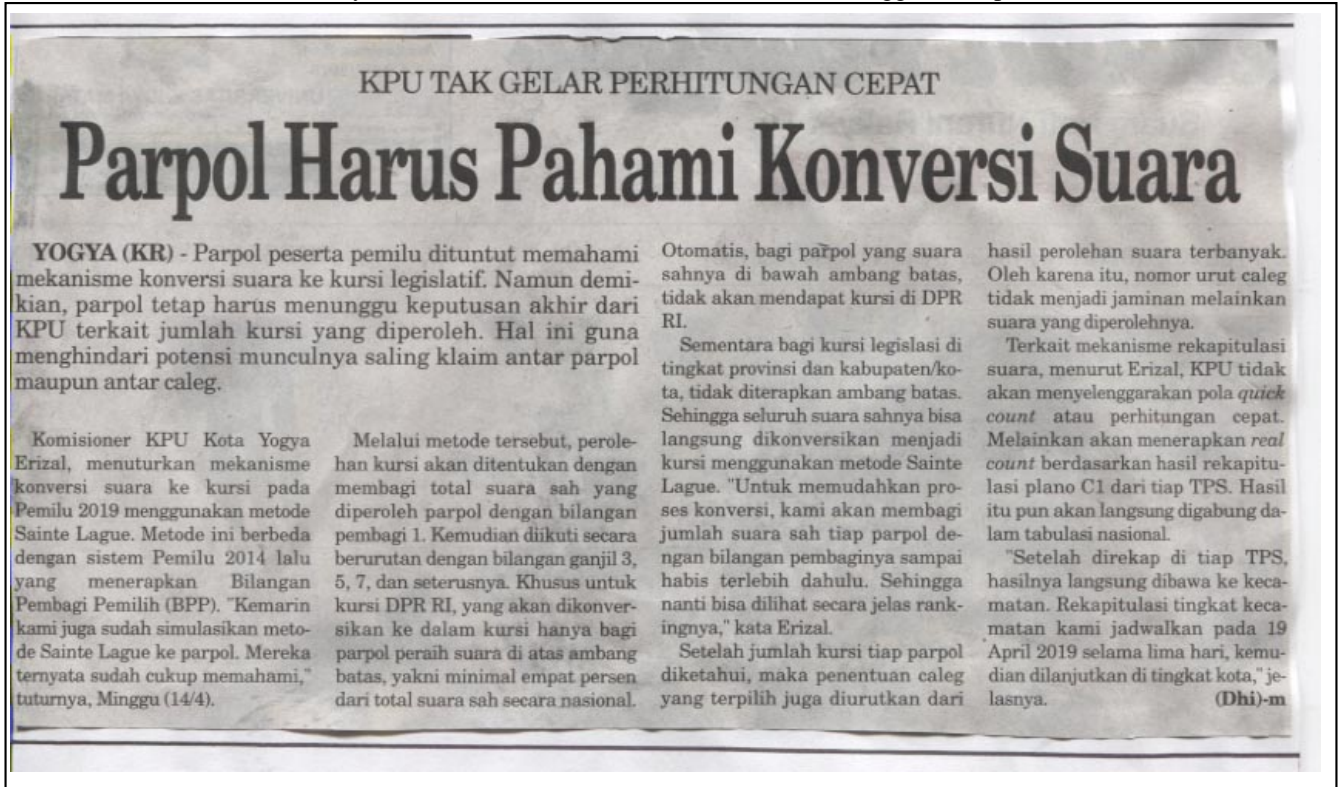 KPU TAK GELAR PERHITUNGAN CEPAT
Parpol Harus Pahami Konversi Suara
YOGYA (KR) - Parpol peserta pemilu dituntut memahami
mekanisme konversi suara ke kursi legislatif. Namun demi-
kian, parpol tetap harus menunggu keputusan akhir dari
KPU terkait jumlah kursi yang diperoleh. Hal ini guna
menghindari potensi munculnya saling klaim antar parpol
maupun antar caleg.
Komisioner KPU Kota Yogya
Erizal, menuturkan mekanisme
konversi suara ke kursi pada
Pemilu 2019 menggunakan metode
Sainte Lague. Metode ini berbeda
dengan sistem Pemilu 2014 lalu
yang menerapkan Bilangan
Pembagi Pemilih (BPP). "Kemarin
kami juga sudah simulasikan meto-
de Sainte Lague ke parpol. Mereka
ternyata sudah cukup memahami,"
tuturnya, Minggu (14/4).
Melalui metode tersebut, perole-
han kursi akan ditentukan dengan
membagi total suara sah yang
diperoleh parpol dengan bilangan
pembagi 1. Kemudian diikuti secara
berurutan dengan bilangan ganjil 3,
5, 7, dan seterusnya. Khusus untuk
kursi DPR RI, yang akan dikonver-
sikan ke dalam kursi hanya bagi
parpol peraih suara di atas ambang
batas, yakni minimal empat persen
dari total suara sah secara nasional.
Otomatis, bagi parpol yang suara
sahnya di bawah ambang batas,
tidak akan mendapat kursi di DPR
RI.
Sementara bagi kursi legislasi di
tingkat provinsi dan kabupaten/ko-
ta, tidak diterapkan ambang batas.
Sehingga seluruh suara sahnya bisa
langsung dikonversikan menjadi
kursi menggunakan metode Sainte
Lague. "Untuk memudahkan pro-
ses konversi, kami akan membagi
jumlah suara sah tiap parpol de-
ngan bilangan pembaginya sampai
habis terlebih dahulu. Sehingga
nanti bisa dilihat secara jelas rank-
ingnya," kata Erizal.
Setelah jumlah kursi tiap parpol
diketahui, maka penentuan caleg
yang terpilih juga diurutkan dari
hasil perolehan suara terbanyak.
Oleh karena itu, nomor urut caleg
tidak menjadi jaminan melainkan
suara yang diperolehnya.
Terkait mekanisme rekapitulasi
suara, menurut Erizal, KPU tidak
akan menyelenggarakan pola quick
count atau perhitungan cepat.
Melainkan akan menerapkan real
count berdasarkan hasil rekapitu-
lasi plano C1 dari tiap TPS. Hasil
itu pun akan langsung digabung da-
lam tabulasi nasional.
"Setelah direkap di tiap TPS,
hasilnya langsung dibawa ke keca-
matan. Rekapitulasi tingkat keca-
matan kami jadwalkan pada 19
April 2019 selama lima hari, kemu-
dian dilanjutkan di tingkat kota," je-
lasnya. (Dhi)-m